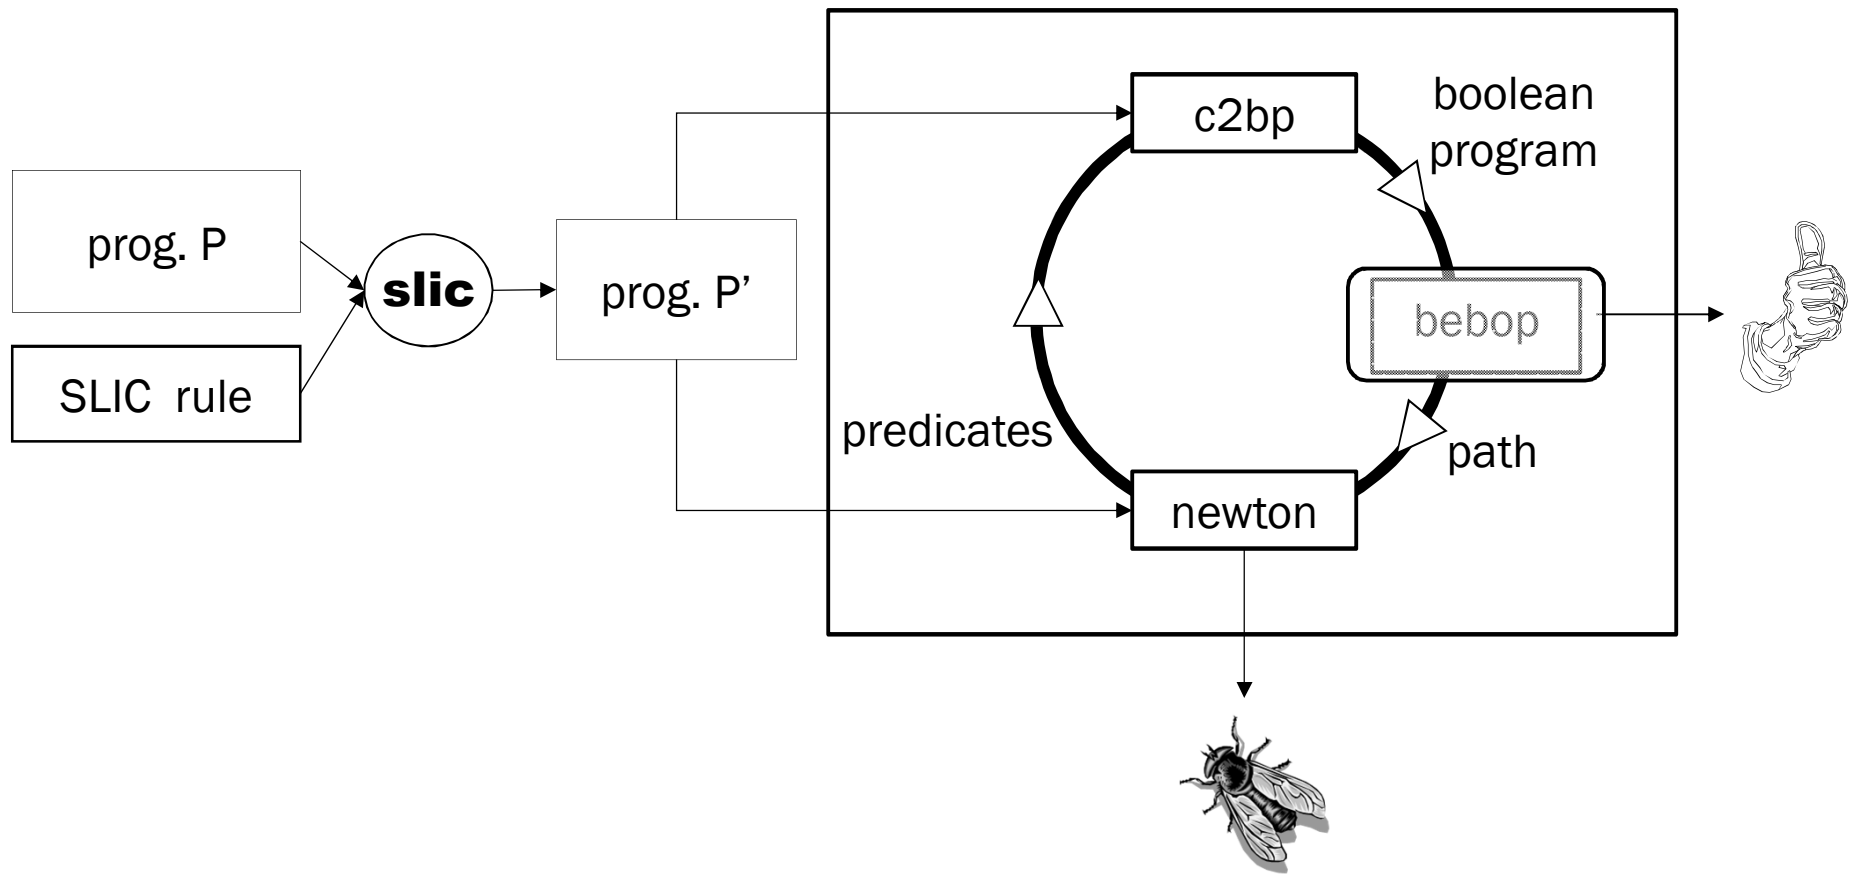 prog. P
SLIC rule
slic
prog. P’
c2bp
boolean
program
bebop
path
newton
predicates